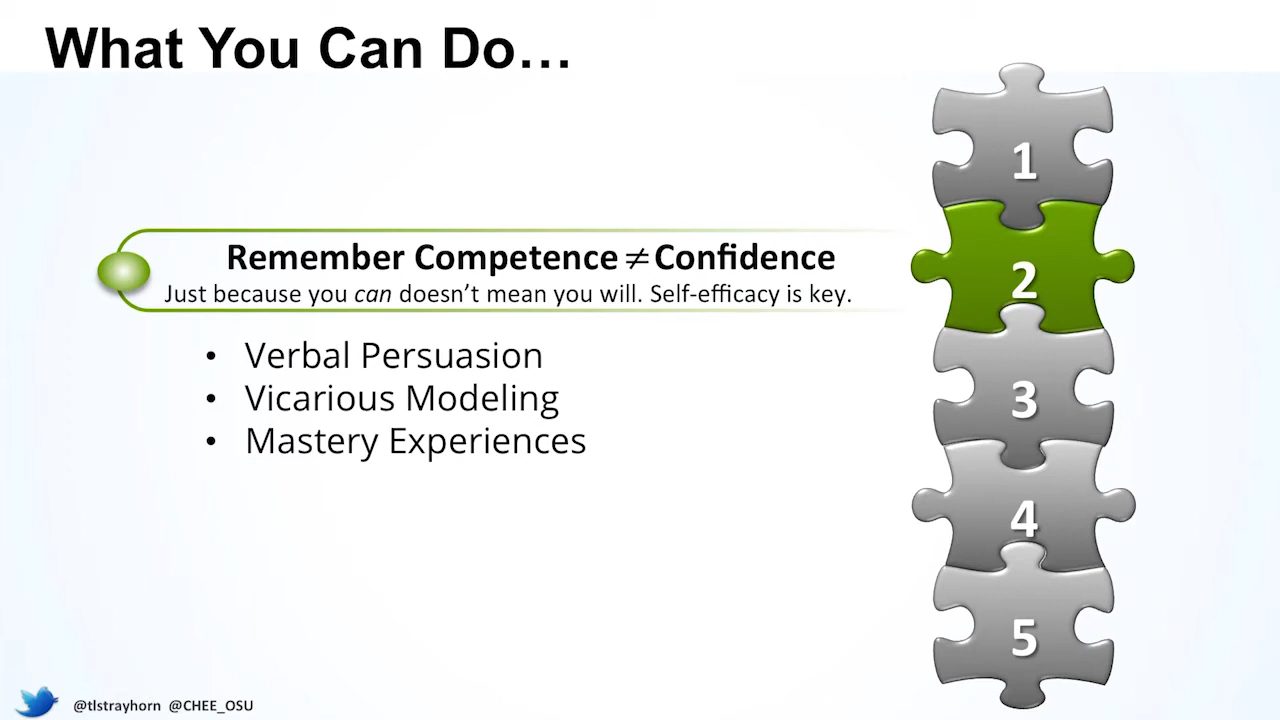 What You Can Do…
Remember Competence ≠ Confidence
Just because you can doesn’t mean you will. Self-efficacy is key.
• Verbal Persuasion
• Vicarious Modeling
• Mastery Experiences
1
2
3
4
5
@tlstrayhorn @CHEE_OSU